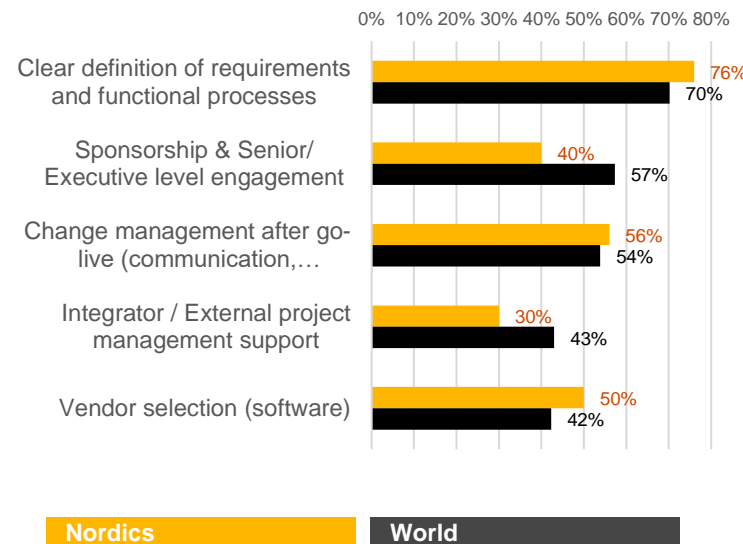 0% 10% 20% 30% 40% 50% 60% 70% 80%
Clear definition of requirements
and functional processes
76%
70%
Sponsorship & Senior/
Executive level engagement
40%
57%
Change management after go-
live (communication,…
56%
54%
Integrator / External project
management support
30%
43%
Vendor selection (software)
50%
42%
Nordics
World